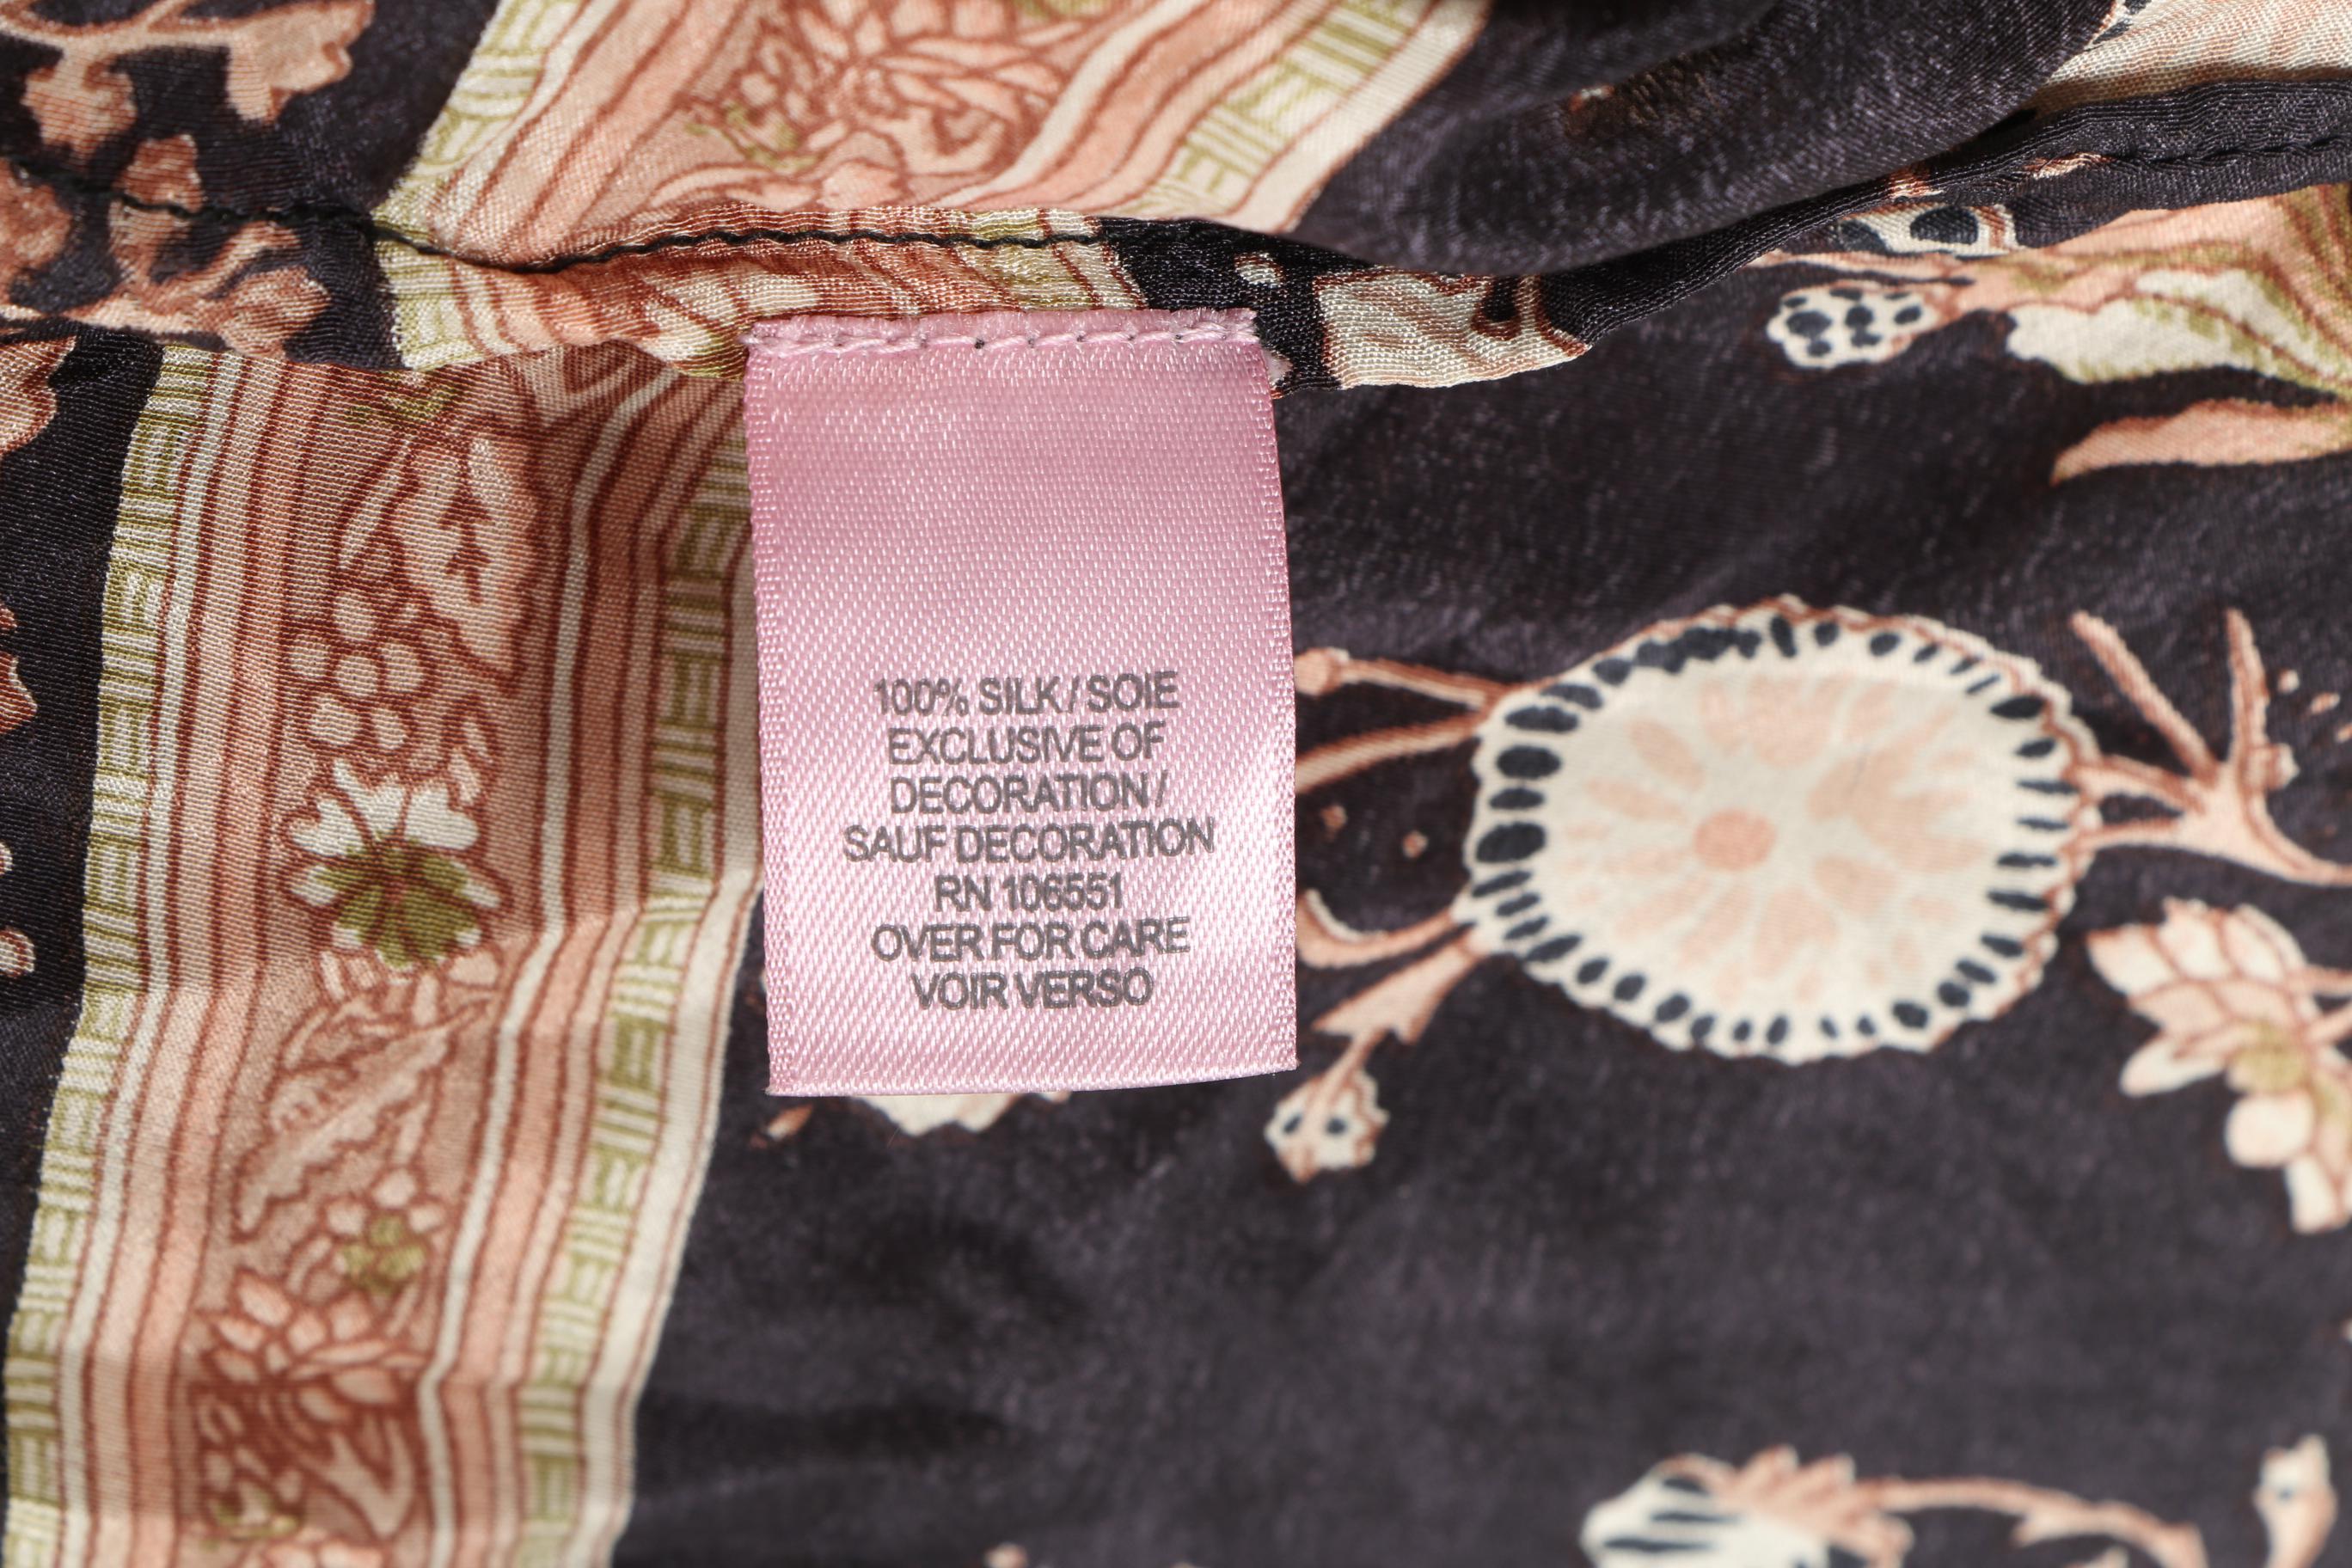 100% SILK / SOIE
EXCLUSIVE OF
DECORATION /
SAUF DECORATION
RN 106551
OVER FOR CARE
VOIR VERSO